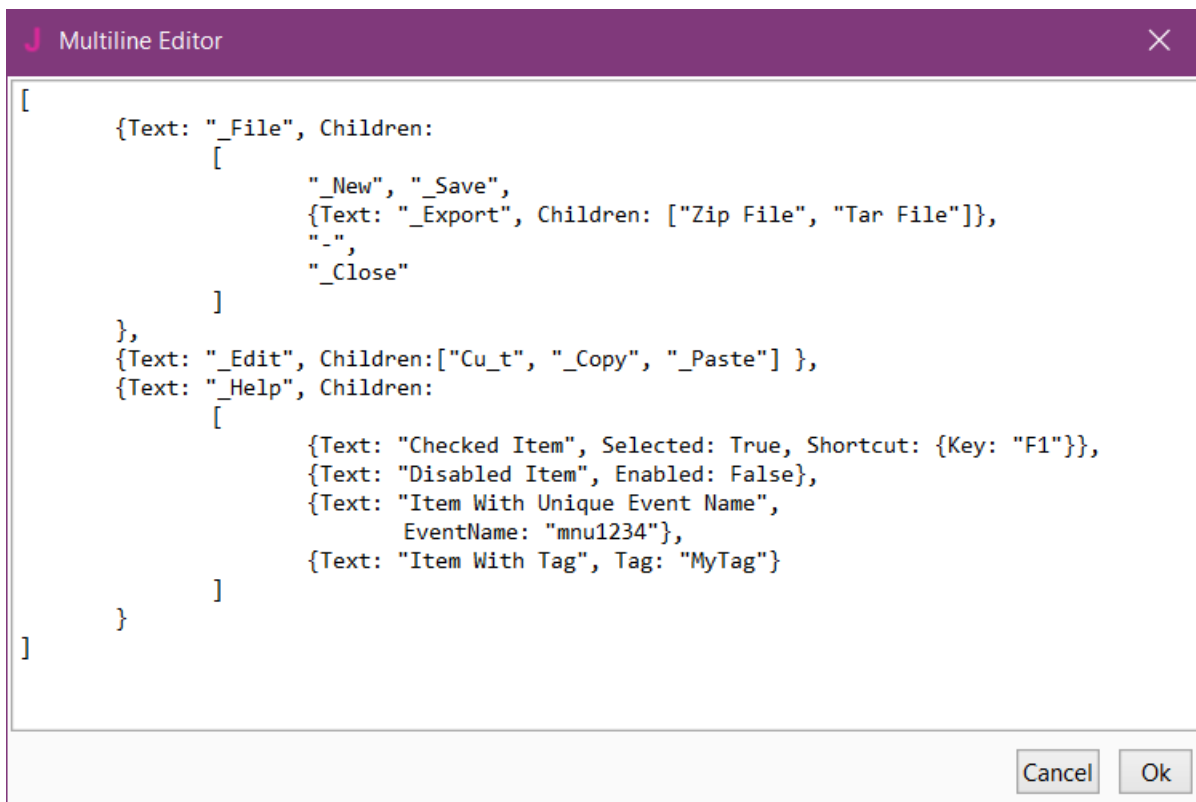 J Multiline Editor
[
{Text: "_File", Children:
[
"_New", "_Save",
{Text: "_Export", Children: ["Zip File", "Tar File"]},
"-",
"_Close"
]
},
{Text: "_Edit", Children:["Cu_t", "_Copy", "_Paste"] },
{Text: "_Help", Children:
[
{Text: "Checked Item", Selected: True, Shortcut: {Key: "F1"}},
{Text: "Disabled Item", Enabled: False},
{Text: "Item With Unique Event Name",
EventName: "mnu1234"},
{Text: "Item With Tag", Tag: "MyTag"}
]
}
]
Cancel Ok